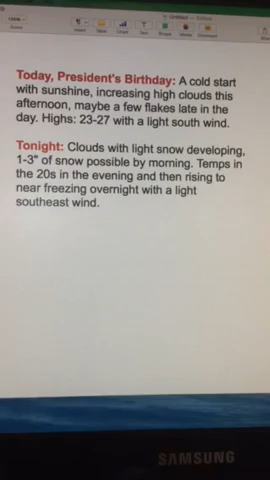 Untitled — Edited
Today, President's Birthday: A cold start
with sunshine, increasing high clouds this
afternoon, maybe a few flakes late in the
day. Highs: 23-27 with a light south wind.
Tonight: Clouds with light snow developing,
1-3" of snow possible by morning. Temps in
the 20s in the evening and then rising to
near freezing overnight with a light
southeast wind.
SAMSUNG